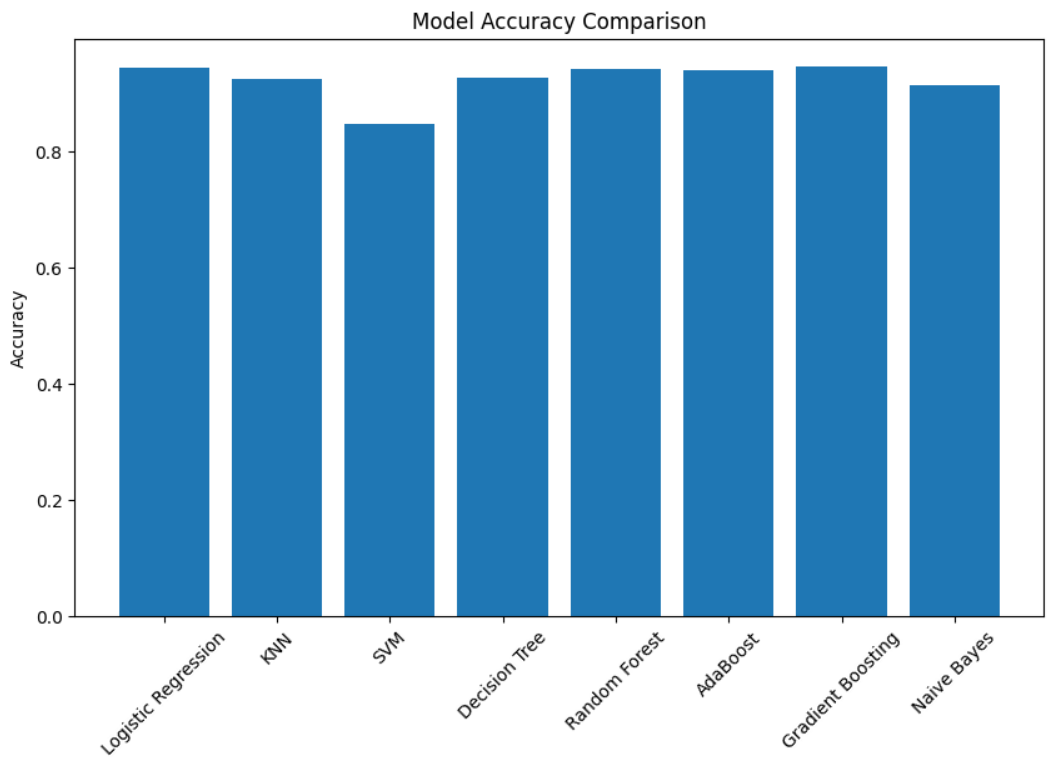 Model Accuracy Comparison
Accuracy
0.8
0.6
0.4
0.2
0.0
Logistic Regression
KNN
SVM
Decision Tree
Random Forest
AdaBoost
Gradient Boosting
Naive Bayes